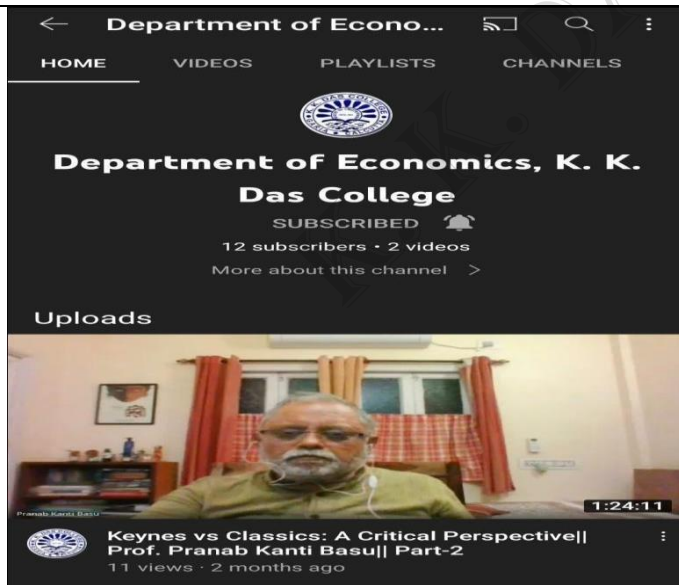 Department of Econo...
HOME VIDEOS PLAYLISTS CHANNELS
K. K. DAS COLLEGE
Department of Economics, K. K.
Das College
SUBSCRIBED
12 subscribers • 2 videos
More about this channel >
Uploads
Pranab Kanti Basu
1:24:11
Keynes vs Classics: A Critical Perspective||
Prof. Pranab Kanti Basu|| Part-2
11 views · 2 months ago